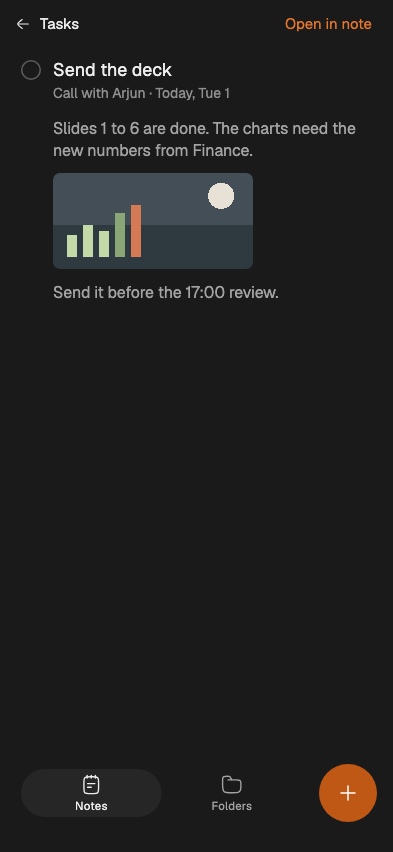 Tasks
Open in note
Send the deck
Call with Arjun · Today, Tue 1
Slides 1 to 6 are done. The charts need the
new numbers from Finance.
Send it before the 17:00 review.
Notes
Folders